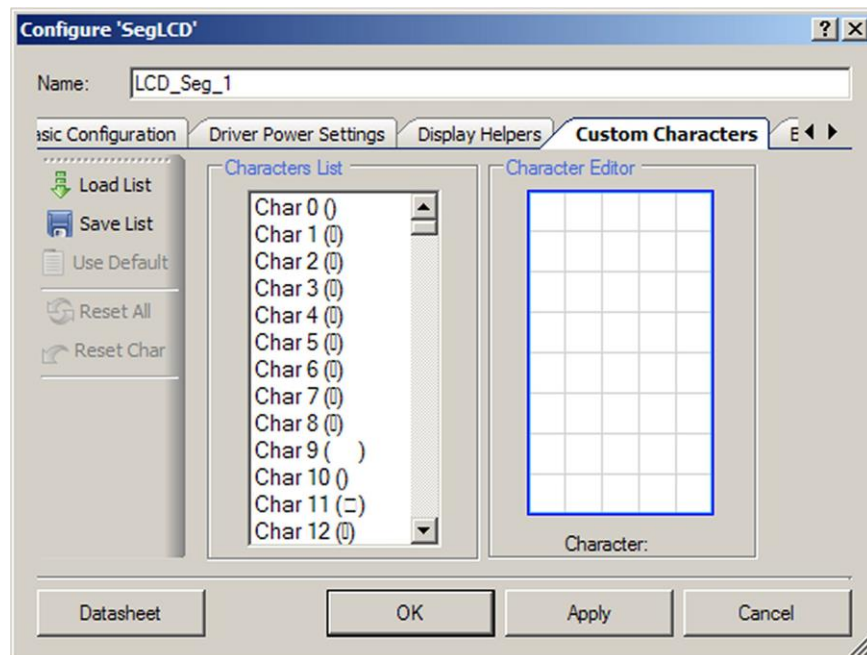 Configure 'SegLCD'
Name: LCD_Seg_1
asic Configuration Driver Power Settings Display Helpers Custom Characters E
Load List
Save List
Use Default
Reset All
Reset Char
Characters List
Char 0 ()
Char 1 (▯)
Char 2 (▯)
Char 3 (▯)
Char 4 (▯)
Char 5 (▯)
Char 6 (▯)
Char 7 (▯)
Char 8 (▯)
Char 9 ( )
Char 10 ()
Char 11 (□)
Char 12 (▯)
Character Editor
Character:
Datasheet OK Apply Cancel